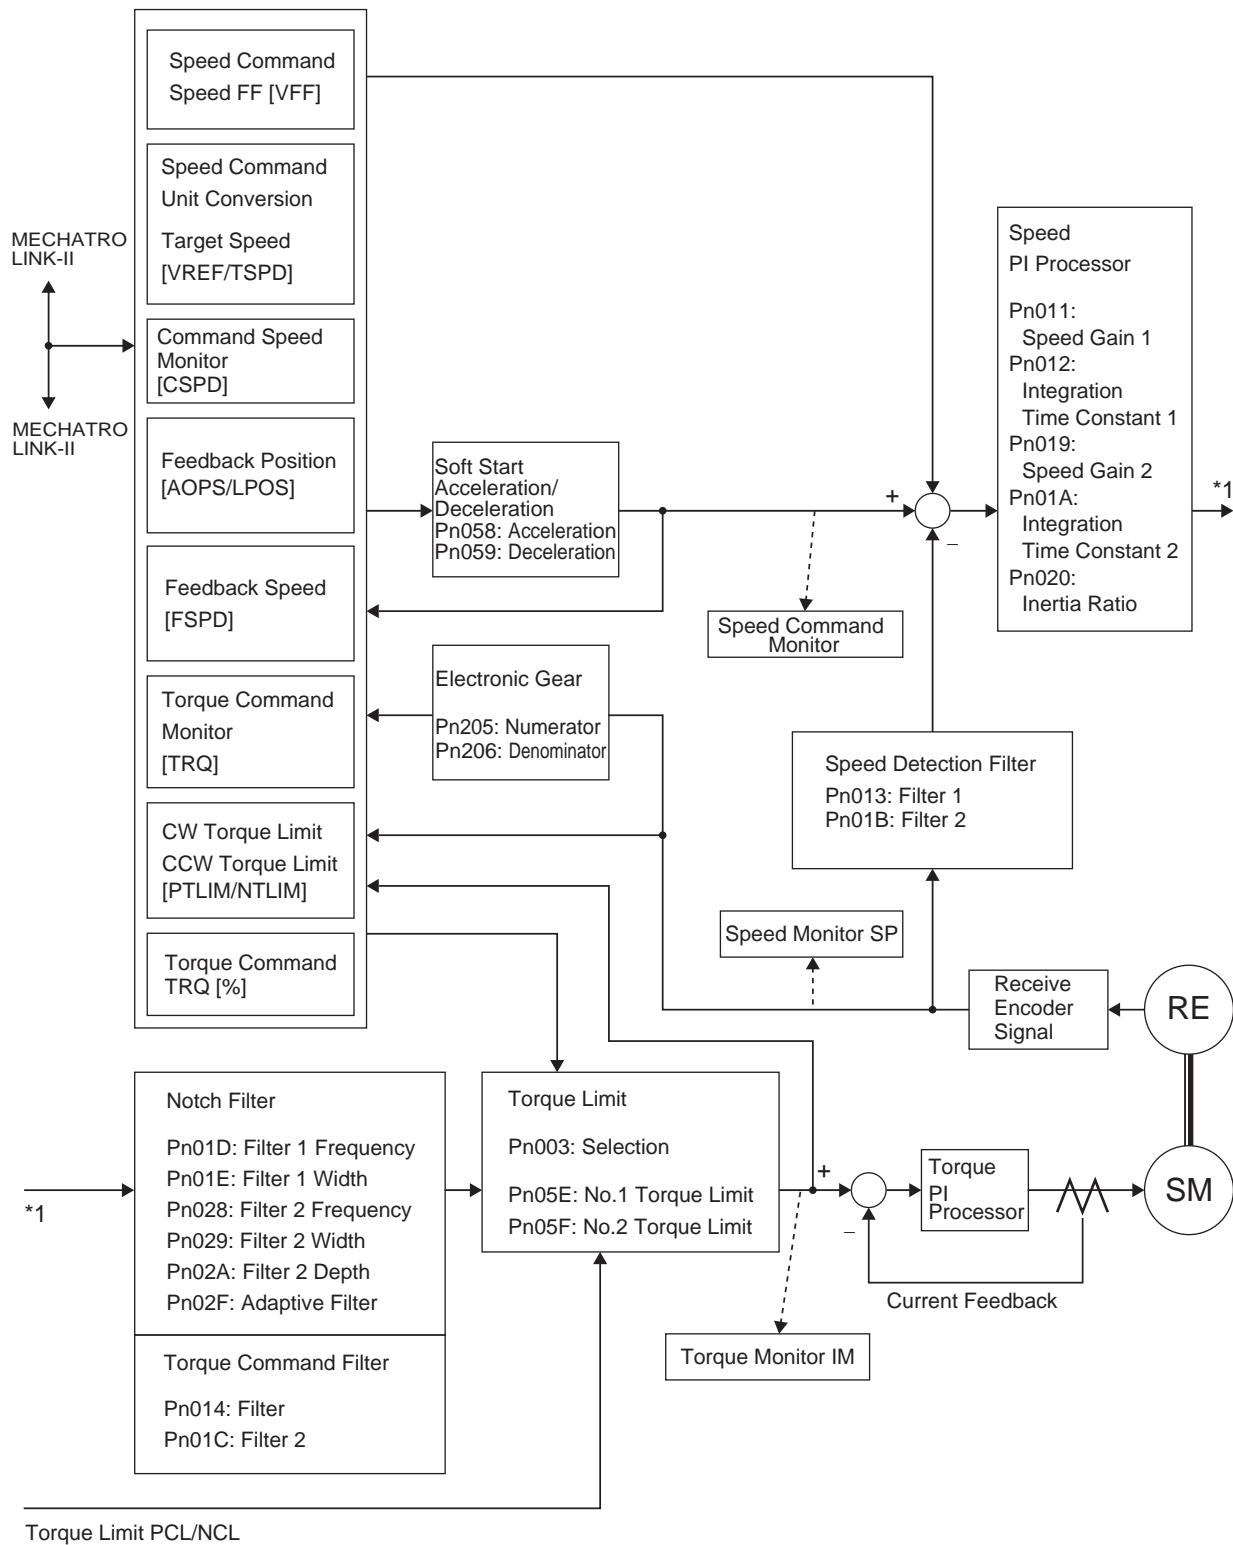 Speed Command
Speed FF [VFF]
Speed Command
Unit Conversion
Target Speed
[VREF/TSPD]
MECHATRO
LINK-II
Command Speed
Monitor
[CSPD]
MECHATRO
LINK-II
Feedback Position
[AOPS/LPOS]
Feedback Speed
[FSPD]
Torque Command
Monitor
[TRQ]
CW Torque Limit
CCW Torque Limit
[PTLIM/NTLIM]
Torque Command
TRQ [%]
Soft Start
Acceleration/
Deceleration
Pn058: Acceleration
Pn059: Deceleration
Electronic Gear
Pn205: Numerator
Pn206: Denominator
+
−
Speed Command
Monitor
Speed
PI Processor
Pn011:
Speed Gain 1
Pn012:
Integration
Time Constant 1
Pn019:
Speed Gain 2
Pn01A:
Integration
Time Constant 2
Pn020:
Inertia Ratio
*1
Speed Detection Filter
Pn013: Filter 1
Pn01B: Filter 2
Speed Monitor SP
Receive
Encoder
Signal
RE
*1
Notch Filter
Pn01D: Filter 1 Frequency
Pn01E: Filter 1 Width
Pn028: Filter 2 Frequency
Pn029: Filter 2 Width
Pn02A: Filter 2 Depth
Pn02F: Adaptive Filter
Torque Command Filter
Pn014: Filter
Pn01C: Filter 2
Torque Limit
Pn003: Selection
Pn05E: No.1 Torque Limit
Pn05F: No.2 Torque Limit
+
−
Torque
PI
Processor
SM
Current Feedback
Torque Monitor IM
Torque Limit PCL/NCL